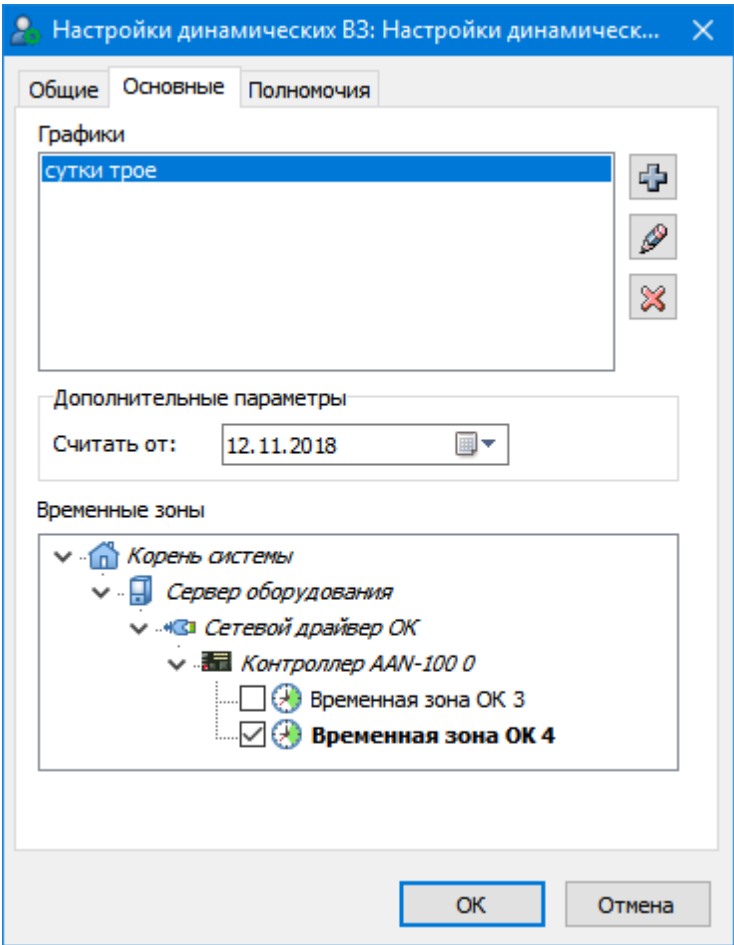 Настройки динамических ВЗ: Настройки динамическ...
Общие Основные Полномочия
Графики
сутки трое
Дополнительные параметры
Считать от: 12.11.2018
Временные зоны
Корень системы
Сервер оборудования
Сетевой драйвер ОК
Контроллер AAN-100 0
Временная зона ОК 3
Временная зона ОК 4
ОК Отмена